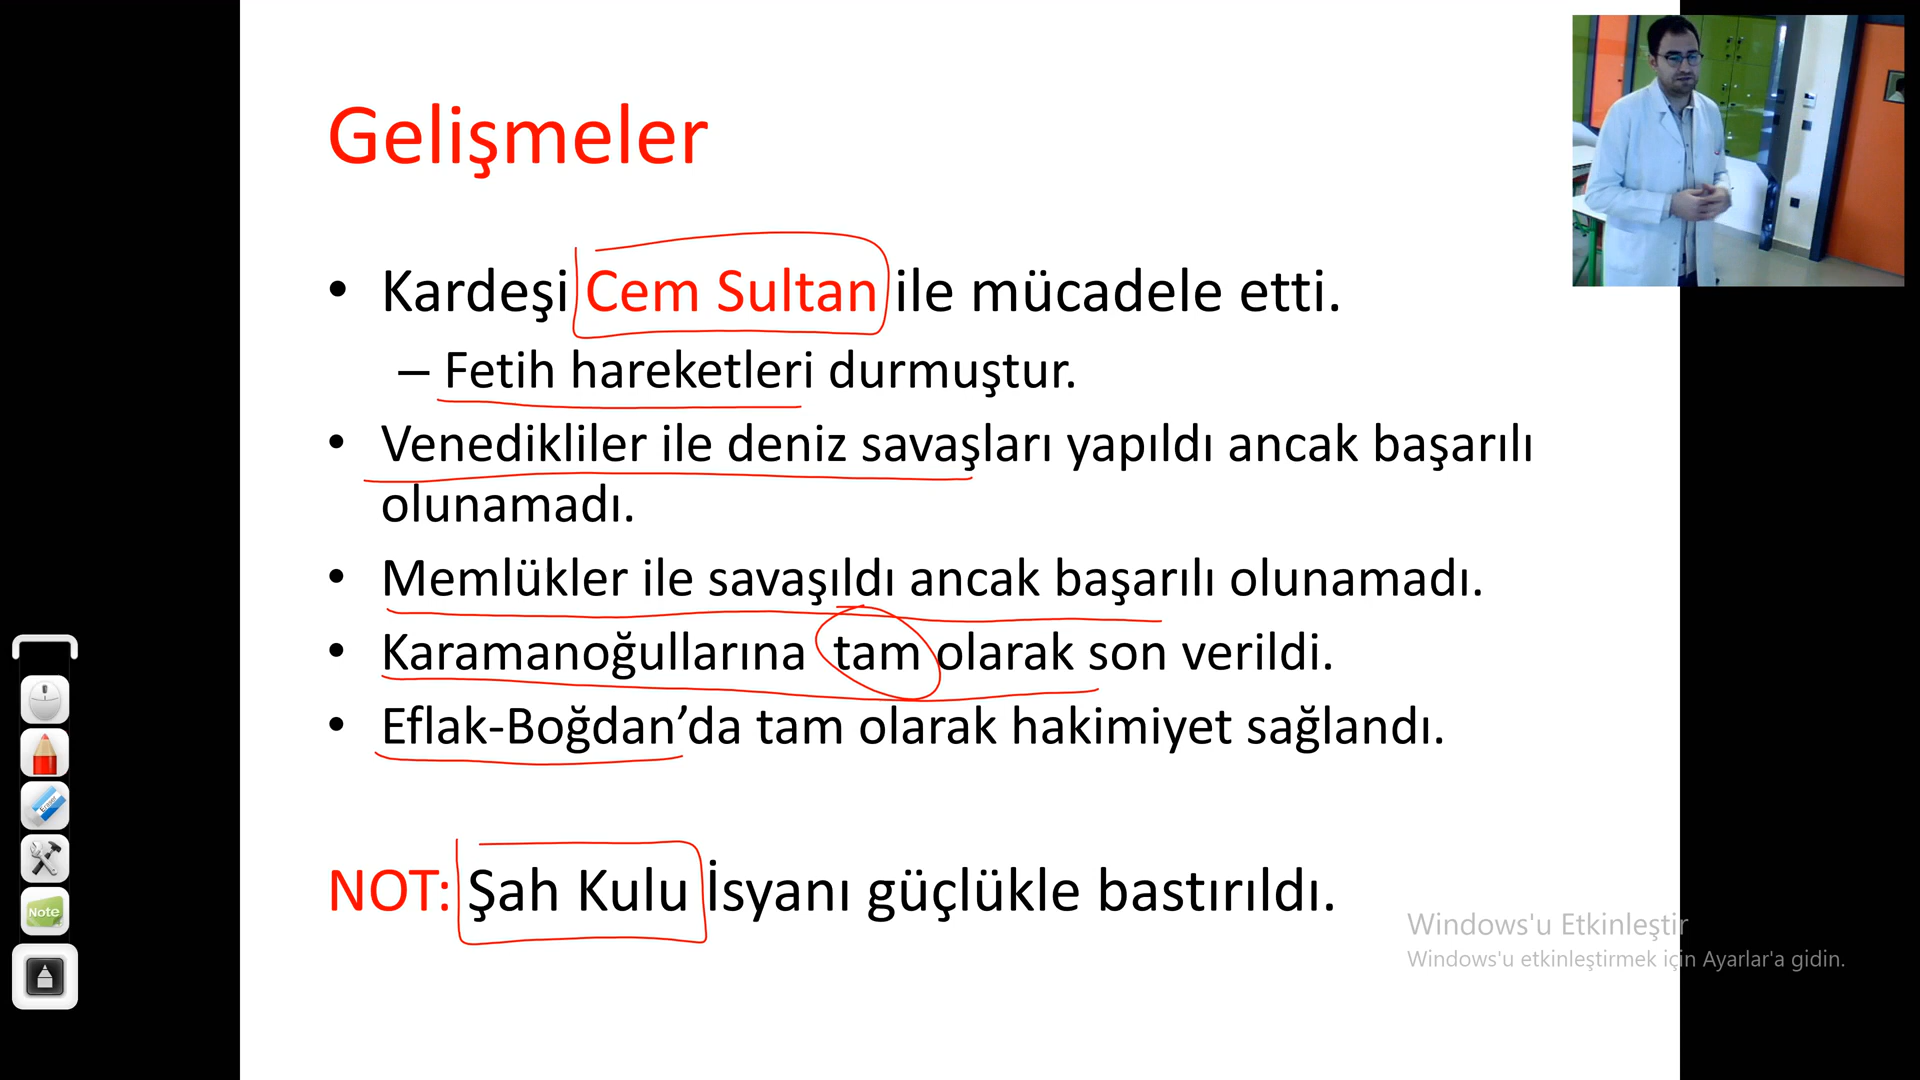 Gelişmeler
• Kardeşi Cem Sultan ile mücadele etti.
– Fetih hareketleri durmuştur.
• Venedikliler ile deniz savaşları yapıldı ancak başarılı
olunamadı.
• Memlükler ile savaşıldı ancak başarılı olunamadı.
• Karamanoğullarına tam olarak son verildi.
• Eflak-Boğdan’da tam olarak hakimiyet sağlandı.
NOT: Şah Kulu İsyanı güçlükle bastırıldı.
Note
Windows'u Etkinleştir
Windows'u etkinleştirmek için Ayarlar'a gidin.